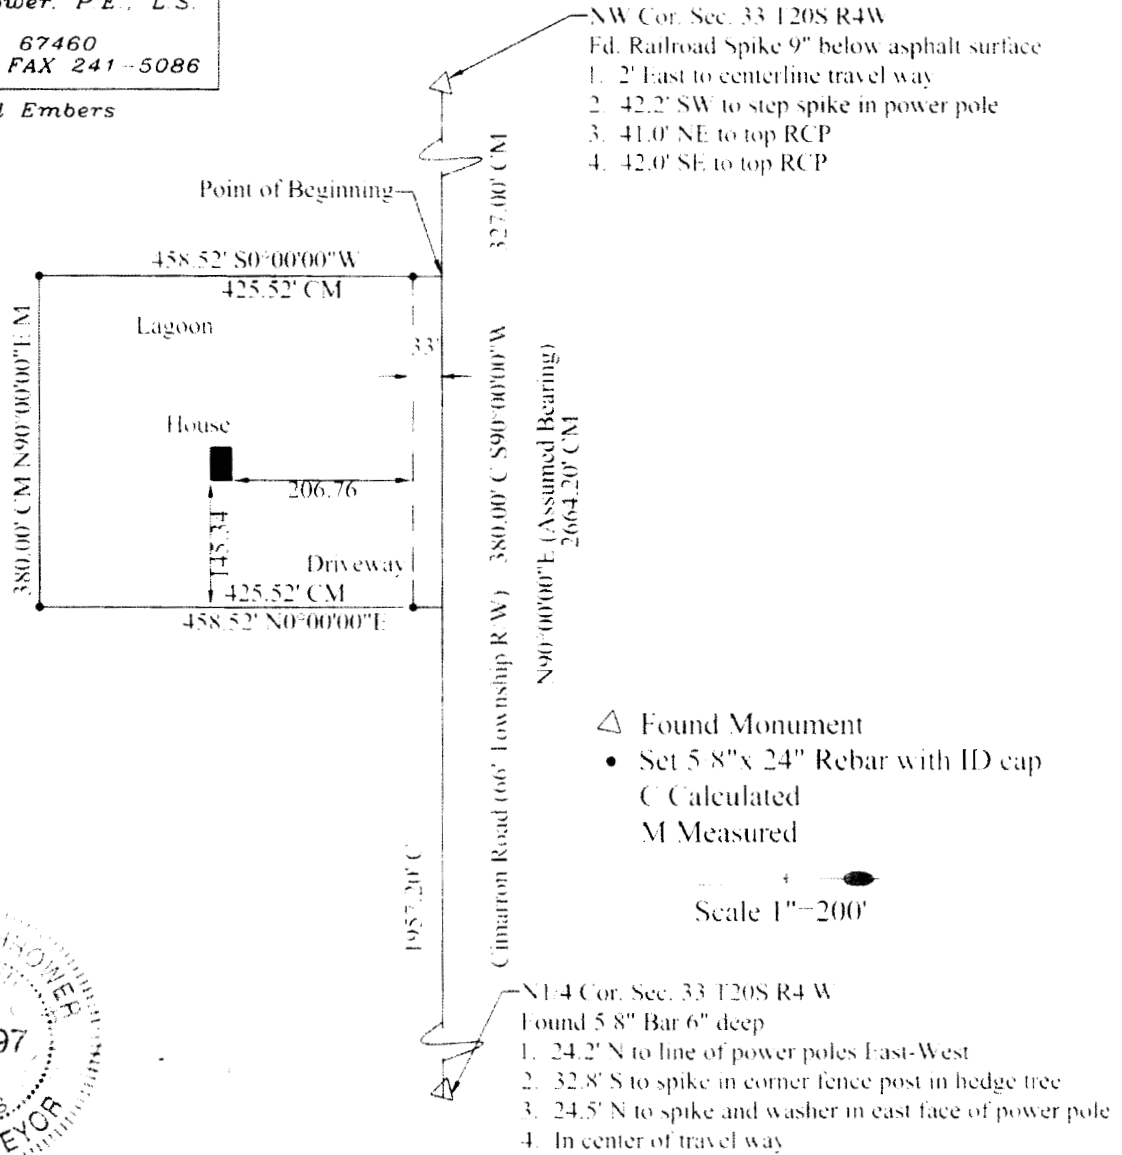 P.E., L.S.
67460
FAX 241-5086
Embers
NW Cor. Sec. 33 T20S R4W
Fd. Railroad Spike 9" below asphalt surface
1. 2' East to centerline travel way
2. 42.2' SW to step spike in power pole
3. 41.0' NE to top RCP
4. 42.0' SE to top RCP
327.00' CM
Point of Beginning
458.52' S0°00'00"W
425.52' CM
Lagoon
33'
380.00' CM N90°00'00"E M
House
206.76
145.34
Driveway
425.52' CM
458.52' N0°00'00"E
380.00' C S90°00'00"W
N90°00'00"E (Assumed Bearing)
2664.20' CM
Cimarron Road (66' Township R/W)
1957.20' C
Found Monument
Set 5/8"x 24" Rebar with ID cap
C Calculated
M Measured
Scale 1"=200'
N1/4 Cor. Sec. 33 T20S R4 W
Found 5/8" Bar 6" deep
1. 24.2' N to line of power poles East-West
2. 32.8' S to spike in corner fence post in hedge tree
3. 24.5' N to spike and washer in east face of power pole
4. In center of travel way
97